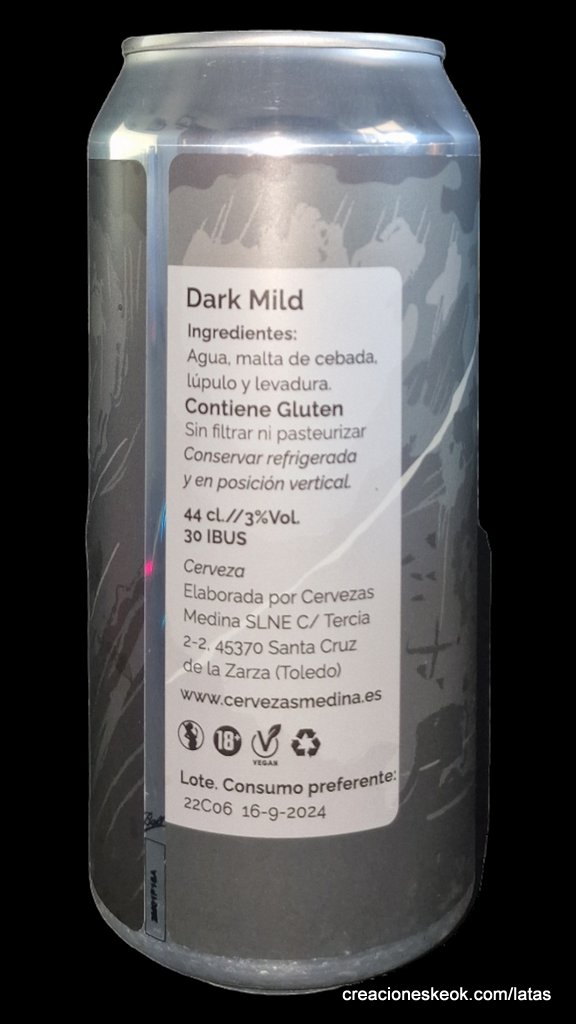 Dark Mild
Ingredientes:
Agua, malta de cebada,
lúpulo y levadura.
Contiene Gluten
Sin filtrar ni pasteurizar
Conservar refrigerada
y en posición vertical.
44 cl.//3%Vol.
30 IBUS
Cerveza
Elaborada por Cervezas
Medina SLNE C/ Tercia
2-2, 45370 Santa Cruz
de la Zarza (Toledo)
www.cervezasmedina.es
18+
VEGAN
Lote. Consumo preferente:
22C06 16-9-2024
creacioneskeok.com/latas